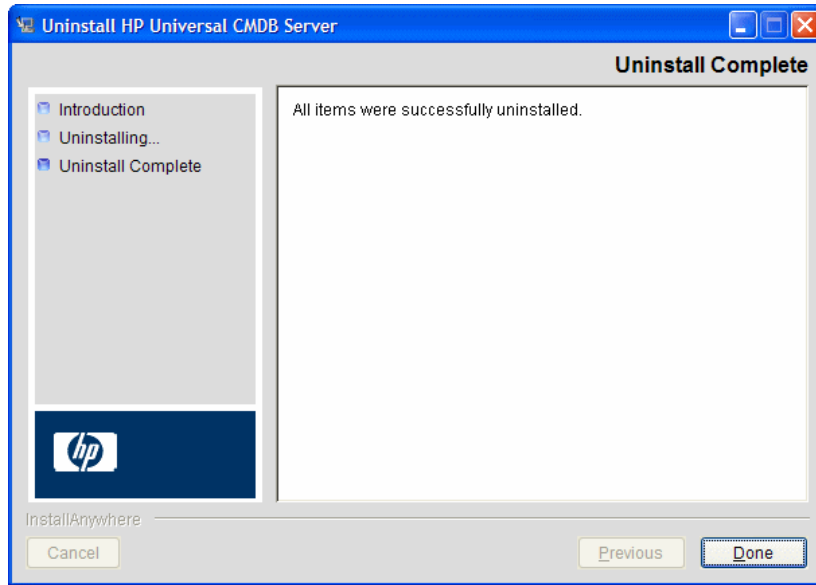 Uninstall HP Universal CMDB Server
Uninstall Complete
Introduction
Uninstalling...
Uninstall Complete
All items were successfully uninstalled.
hp
InstallAnywhere
Cancel
Previous
Done